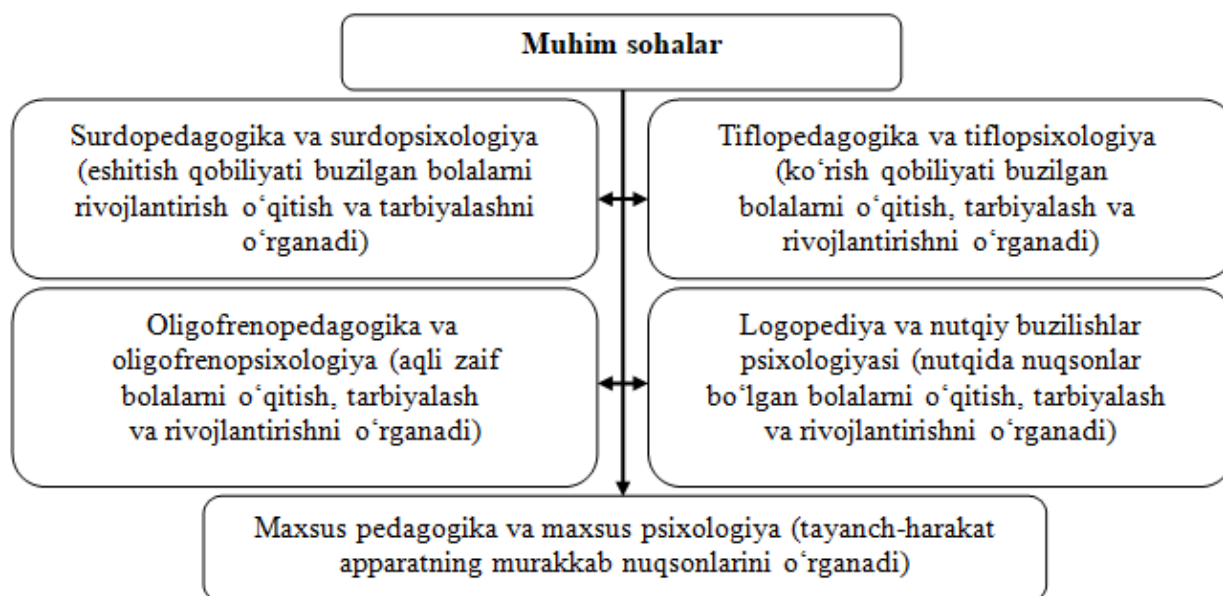 Muhim sohalar
Surdopedagogika va surdopsixologiya
(eshitish qobiliyati buzilgan bolalarni
rivojlantirish o‘qitish va tarbiyalashni
o‘rganadi)
Tiflopedagogika va tiflopsixologiya
(ko‘rish qobiliyati buzilgan
bolalarni o‘qitish, tarbiyalash va
rivojlantirishni o‘rganadi)
Oligofrenopedagogika va
oligofrenopsixologiya (aqli zaif
bolalarni o‘qitish, tarbiyalash
va rivojlantirishni o‘rganadi)
Logopediya va nutqiy buzilishlar
psixologiyasi (nutqida nuqsonlar
bo‘lgan bolalarni o‘qitish, tarbiyalash
va rivojlantirishni o‘rganadi)
Maxsus pedagogika va maxsus psixologiya (tayanch-harakat
apparatning murakkab nuqsonlarini o‘rganadi)